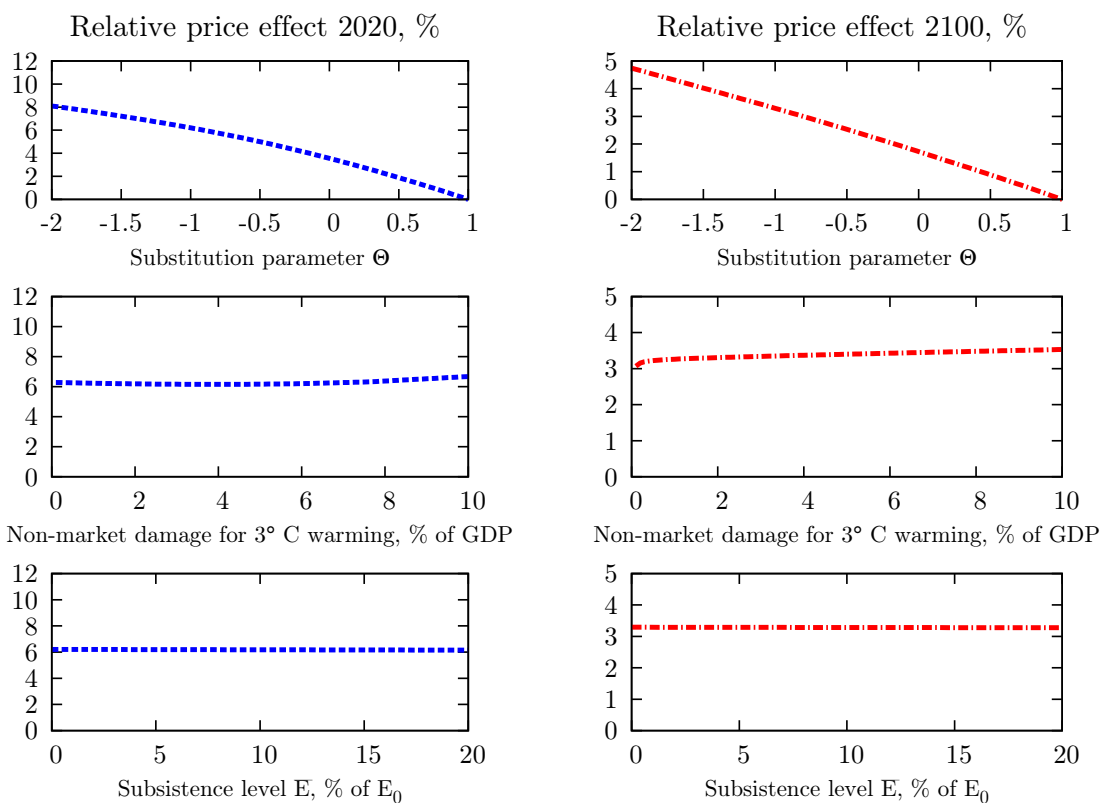 Relative price effect 2020, %
12
10
8
6
4
2
0
-2 -1.5 -1 -0.5 0 0.5 1
Substitution parameter Θ
Relative price effect 2100, %
5
4
3
2
1
0
-2 -1.5 -1 -0.5 0 0.5 1
Substitution parameter Θ
12
10
8
6
4
2
0
0 2 4 6 8 10
Non-market damage for 3° C warming, % of GDP
5
4
3
2
1
0
0 2 4 6 8 10
Non-market damage for 3° C warming, % of GDP
12
10
8
6
4
2
0
0 5 10 15 20
Subsistence level E̅, % of E₀
5
4
3
2
1
0
0 5 10 15 20
Subsistence level E̅, % of E₀